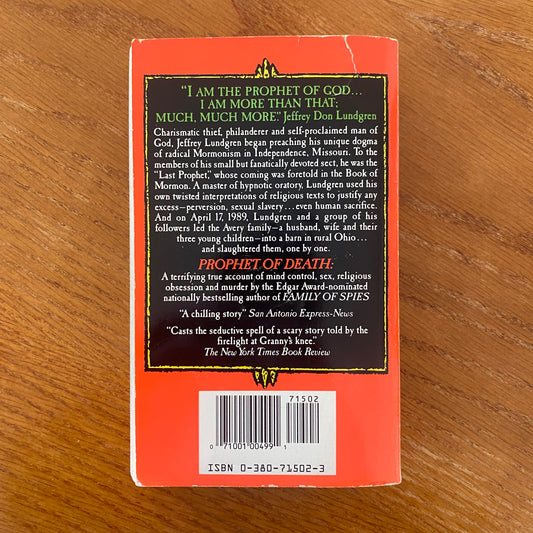 "I AM THE PROPHET OF GOD...
I AM MORE THAN THAT;
MUCH, MUCH MORE." Jeffrey Don Lundgren
Charismatic thief, philanderer and self-proclaimed man of
God, Jeffrey Lundgren began preaching his unique dogma
of radical Mormonism in Independence, Missouri. To the
members of his small but fanatically devoted sect, he was the
"Last Prophet," whose coming was foretold in the Book of
Mormon. A master of hypnotic oratory, Lundgren used his
own twisted interpretations of religious texts to justify any
excess—perversion, sexual slavery...even human sacrifice.
And on April 17, 1989, Lundgren and a group of his
followers led the Avery family—a husband, wife and their
three young children—into a barn in rural Ohio...
and slaughtered them, one by one.
PROPHET OF DEATH:
A terrifying true account of mind control, sex, religious
obsession and murder by the Edgar Award-nominated
nationally bestselling author of FAMILY OF SPIES
"A chilling story" San Antonio Express-News
"Casts the seductive spell of a scary story told by the
firelight at Granny's knee."
The New York Times Book Review
71502
0 71001 00499 1
ISBN 0-380-71502-3